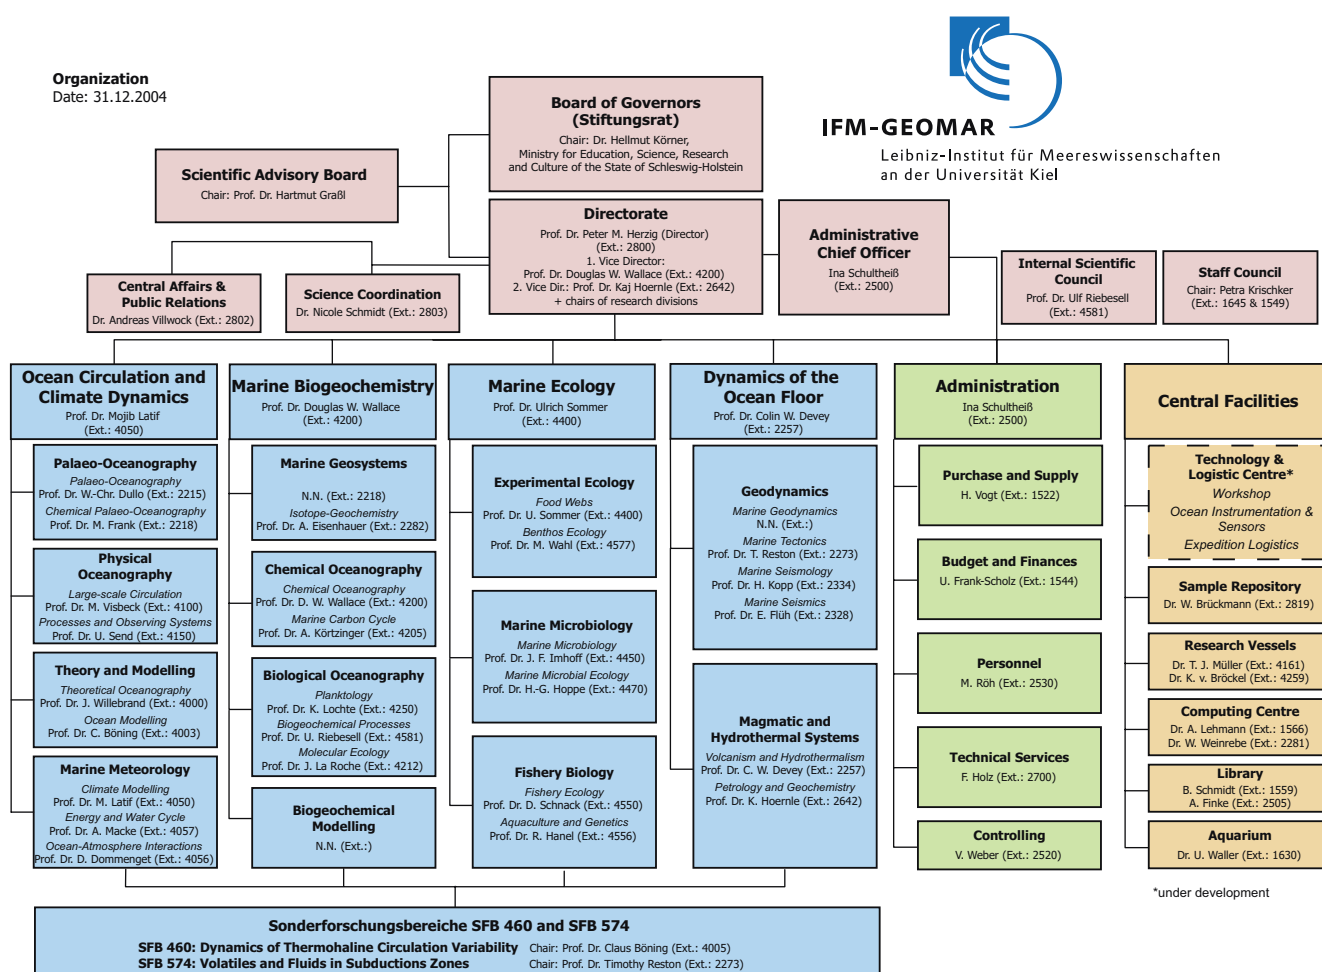 Organization
Date: 31.12.2004
IFM-GEOMAR
Leibniz-Institut für Meereswissenschaften
an der Universität Kiel
Board of Governors
(Stiftungsrat)
Chair: Dr. Hellmut Körner,
Ministry for Education, Science, Research
and Culture of the State of Schleswig-Holstein
Scientific Advisory Board
Chair: Prof. Dr. Hartmut Graßl
Directorate
Prof. Dr. Peter M. Herzig (Director)
(Ext.: 2800)
1. Vice Director:
Prof. Dr. Douglas W. Wallace (Ext.: 4200)
2. Vice Dir.: Prof. Dr. Kaj Hoernle (Ext.: 2642)
+ chairs of research divisions
Administrative
Chief Officer
Ina Schultheiß
(Ext.: 2500)
Central Affairs &
Public Relations
Dr. Andreas Villwock (Ext.: 2802)
Science Coordination
Dr. Nicole Schmidt (Ext.: 2803)
Internal Scientific
Council
Prof. Dr. Ulf Riebesell
(Ext.: 4581)
Staff Council
Chair: Petra Krischker
(Ext.: 1645 & 1549)
Ocean Circulation and
Climate Dynamics
Prof. Dr. Mojib Latif
(Ext.: 4050)
Palaeo-Oceanography
Palaeo-Oceanography
Prof. Dr. W.-Chr. Dullo (Ext.: 2215)
Chemical Palaeo-Oceanography
Prof. Dr. M. Frank (Ext.: 2218)
Physical
Oceanography
Large-scale Circulation
Prof. Dr. M. Visbeck (Ext.: 4100)
Processes and Observing Systems
Prof. Dr. U. Send (Ext.: 4150)
Theory and Modelling
Theoretical Oceanography
Prof. Dr. J. Willebrand (Ext.: 4000)
Ocean Modelling
Prof. Dr. C. Böning (Ext.: 4003)
Marine Meteorology
Climate Modelling
Prof. Dr. M. Latif (Ext.: 4050)
Energy and Water Cycle
Prof. Dr. A. Macke (Ext.: 4057)
Ocean-Atmosphere Interactions
Prof. Dr. D. Dommenget (Ext.: 4056)
Marine Biogeochemistry
Prof. Dr. Douglas W. Wallace
(Ext.: 4200)
Marine Geosystems
N.N. (Ext.: 2218)
Isotope-Geochemistry
Prof. Dr. A. Eisenhauer (Ext.: 2282)
Chemical Oceanography
Chemical Oceanography
Prof. Dr. D. W. Wallace (Ext.: 4200)
Marine Carbon Cycle
Prof. Dr. A. Körtzinger (Ext.: 4205)
Biological Oceanography
Planktology
Prof. Dr. K. Lochte (Ext.: 4250)
Biogeochemical Processes
Prof. Dr. U. Riebesell (Ext.: 4581)
Molecular Ecology
Prof. Dr. J. La Roche (Ext.: 4212)
Biogeochemical
Modelling
N.N. (Ext.:)
Marine Ecology
Prof. Dr. Ulrich Sommer
(Ext.: 4400)
Experimental Ecology
Food Webs
Prof. Dr. U. Sommer (Ext.: 4400)
Benthos Ecology
Prof. Dr. M. Wahl (Ext.: 4577)
Marine Microbiology
Marine Microbiology
Prof. Dr. J. F. Imhoff (Ext.: 4450)
Marine Microbial Ecology
Prof. Dr. H.-G. Hoppe (Ext.: 4470)
Fishery Biology
Fishery Ecology
Prof. Dr. D. Schnack (Ext.: 4550)
Aquaculture and Genetics
Prof. Dr. R. Hanel (Ext.: 4556)
Dynamics of the
Ocean Floor
Prof. Dr. Colin W. Devey
(Ext.: 2257)
Geodynamics
Marine Geodynamics
N.N. (Ext.:)
Marine Tectonics
Prof. Dr. T. Reston (Ext.: 2273)
Marine Seismology
Prof. Dr. H. Kopp (Ext.: 2334)
Marine Seismics
Prof. Dr. E. Flüh (Ext.: 2328)
Magmatic and
Hydrothermal Systems
Volcanism and Hydrothermalism
Prof. Dr. C. W. Devey (Ext.: 2257)
Petrology and Geochemistry
Prof. Dr. K. Hoernle (Ext.: 2642)
Administration
Ina Schultheiß
(Ext.: 2500)
Purchase and Supply
H. Vogt (Ext.: 1522)
Budget and Finances
U. Frank-Scholz (Ext.: 1544)
Personnel
M. Röh (Ext.: 2530)
Technical Services
F. Holz (Ext.: 2700)
Controlling
V. Weber (Ext.: 2520)
Central Facilities
Technology &
Logistic Centre*
Workshop
Ocean Instrumentation &
Sensors
Expedition Logistics
Sample Repository
Dr. W. Brückmann (Ext.: 2819)
Research Vessels
Dr. T. J. Müller (Ext.: 4161)
Dr. K. v. Bröckel (Ext.: 4259)
Computing Centre
Dr. A. Lehmann (Ext.: 1566)
Dr. W. Weinrebe (Ext.: 2281)
Library
B. Schmidt (Ext.: 1559)
A. Finke (Ext.: 2505)
Aquarium
Dr. U. Waller (Ext.: 1630)
*under development
Sonderforschungsbereiche SFB 460 and SFB 574
SFB 460: Dynamics of Thermohaline Circulation Variability Chair: Prof. Dr. Claus Böning (Ext.: 4005)
SFB 574: Volatiles and Fluids in Subductions Zones Chair: Prof. Dr. Timothy Reston (Ext.: 2273)